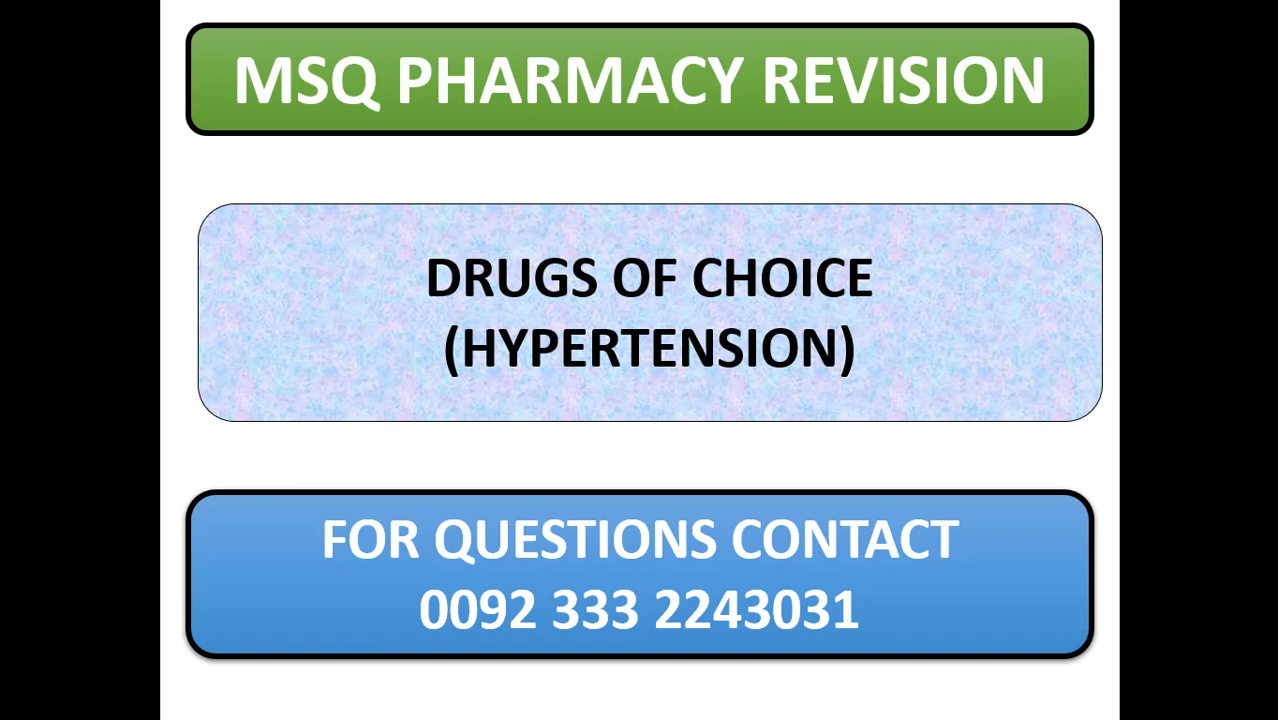 MSQ PHARMACY REVISION
DRUGS OF CHOICE
(HYPERTENSION)
FOR QUESTIONS CONTACT
0092 333 2243031